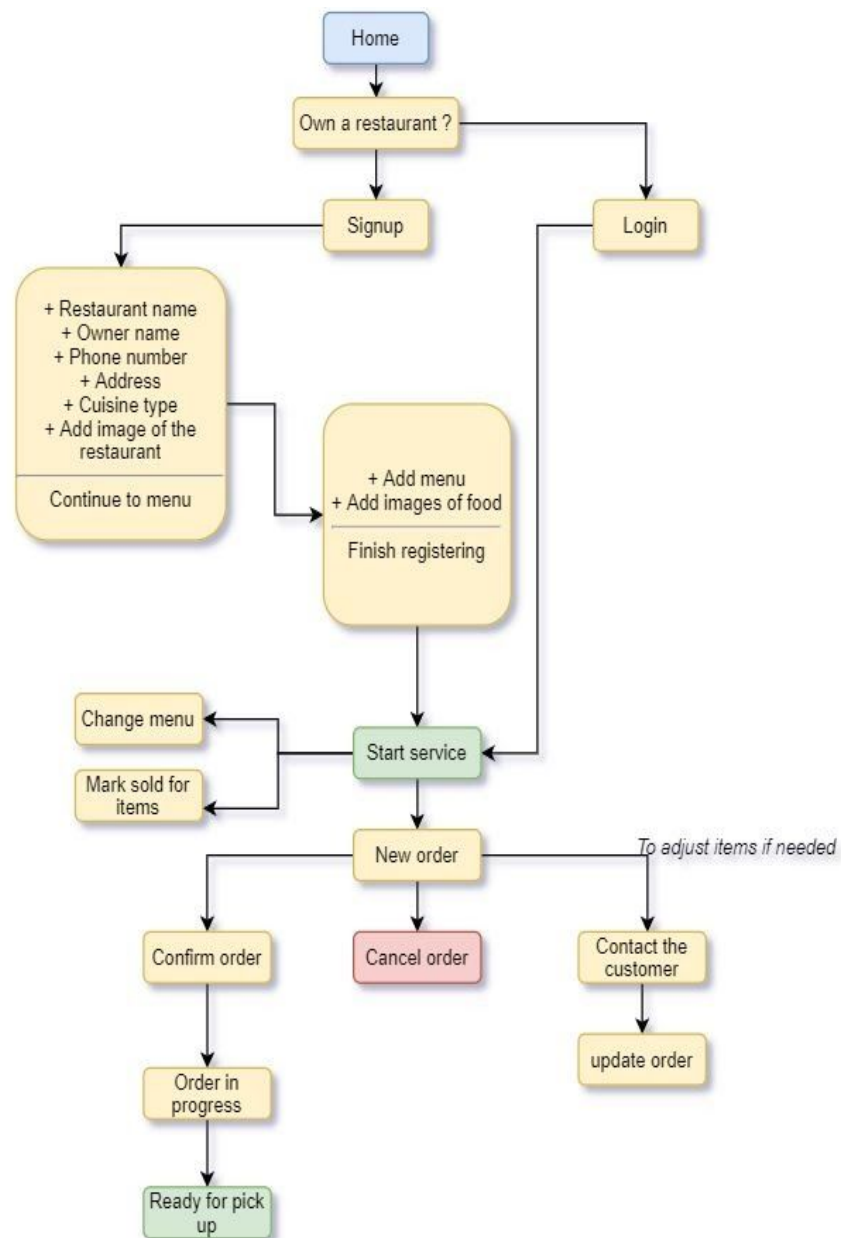 Home
Own a restaurant ?
Signup
Login
+ Restaurant name
+ Owner name
+ Phone number
+ Address
+ Cuisine type
+ Add image of the
restaurant
Continue to menu
+ Add menu
+ Add images of food
Finish registering
Change menu
Start service
Mark sold for
items
New order
To adjust items if needed
Confirm order
Cancel order
Contact the
customer
update order
Order in
progress
Ready for pick
up